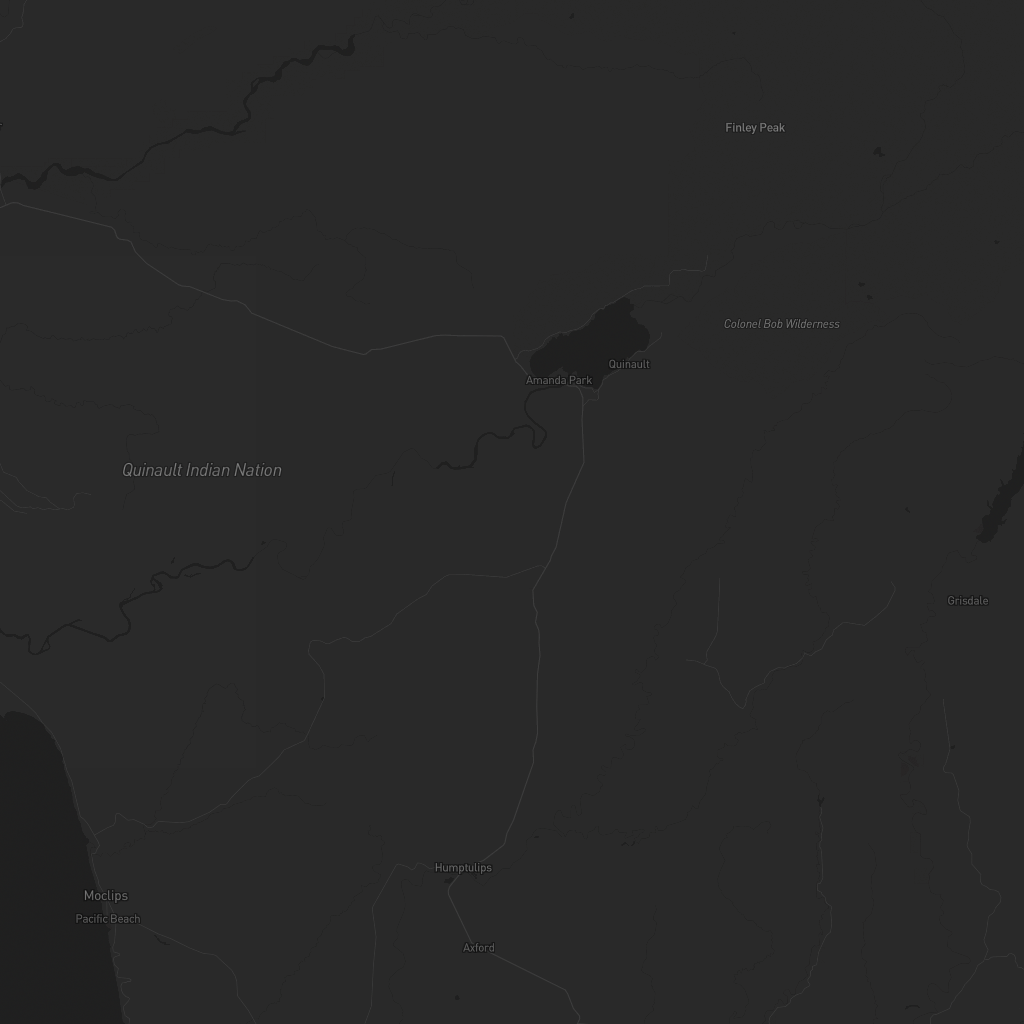 Finley Peak
Colonel Bob Wilderness
Quinault
Amanda Park
Quinault Indian Nation
Grisdale
Humptulips
Moclips
Pacific Beach
Axford